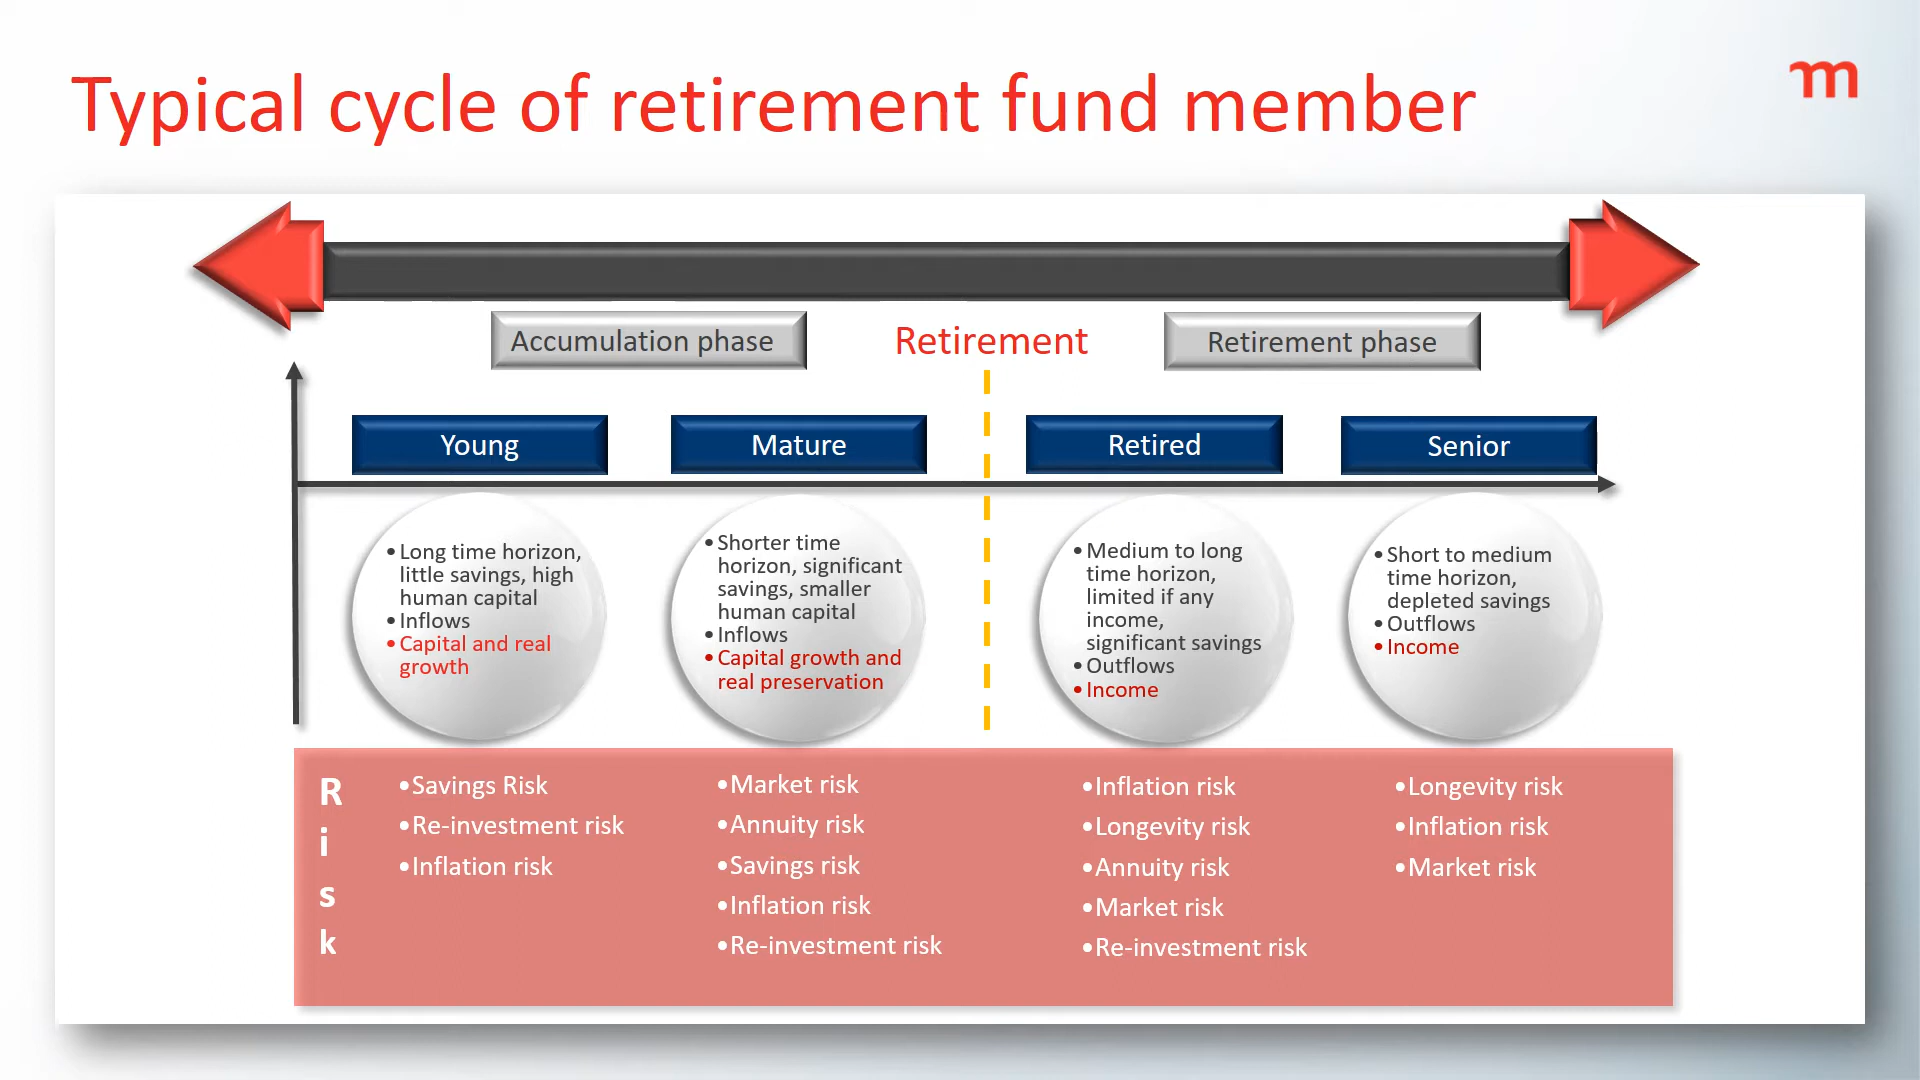 Typical cycle of retirement fund member
m
Accumulation phase
Retirement
Retirement phase
Young
Mature
Retired
Senior
•Long time horizon,
little savings, high
human capital
•Inflows
•Capital and real
growth
•Shorter time
horizon, significant
savings, smaller
human capital
•Inflows
•Capital growth and
real preservation
•Medium to long
time horizon,
limited if any
income,
significant savings
•Outflows
•Income
•Short to medium
time horizon,
depleted savings
•Outflows
•Income
R
i
s
k
•Savings Risk
•Re-investment risk
•Inflation risk
•Market risk
•Annuity risk
•Savings risk
•Inflation risk
•Re-investment risk
•Inflation risk
•Longevity risk
•Annuity risk
•Market risk
•Re-investment risk
•Longevity risk
•Inflation risk
•Market risk